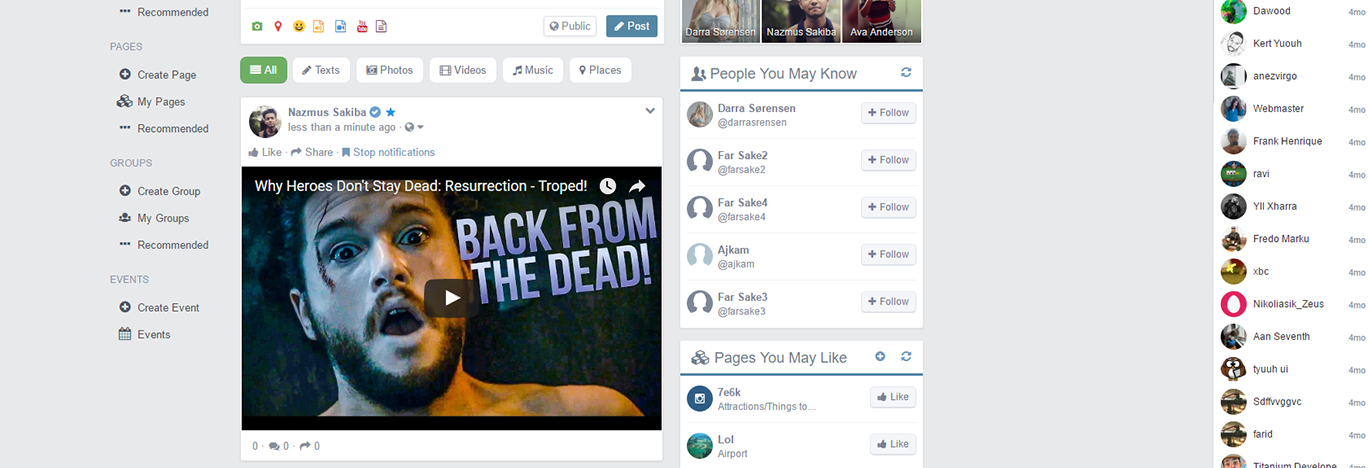 Recommended
PAGES
Create Page
My Pages
Recommended
GROUPS
Create Group
My Groups
Recommended
EVENTS
Create Event
Events
You Tube
Public
Post
All
Texts
Photos
Videos
Music
Places
Nazmus Sakiba
less than a minute ago ·
Like · Share · Stop notifications
Why Heroes Don't Stay Dead: Resurrection - Troped!
BACK FROM
THE DEAD!
0 · 0 · 0
Darra Sørensen
Nazmus Sakiba
Ava Anderson
People You May Know
Darra Sørensen
@darrasrensen
+ Follow
Far Sake2
@farsake2
+ Follow
Far Sake4
@farsake4
+ Follow
Ajkam
@ajkam
+ Follow
Far Sake3
@farsake3
+ Follow
Pages You May Like
7e6k
Attractions/Things to...
Like
Lol
Airport
Like
Dawood 4mo
Kert Yuouh 4mo
anezvirgo 4mo
Webmaster 4mo
Frank Henrique 4mo
ravi 4mo
Yll Xharra 4mo
Fredo Marku 4mo
xbc 4mo
Nikoliasik_Zeus 4mo
Aan Seventh 4mo
tyuuh ui 4mo
Sdffvvggvc 4mo
farid 4mo
Titanium Develope 4mo